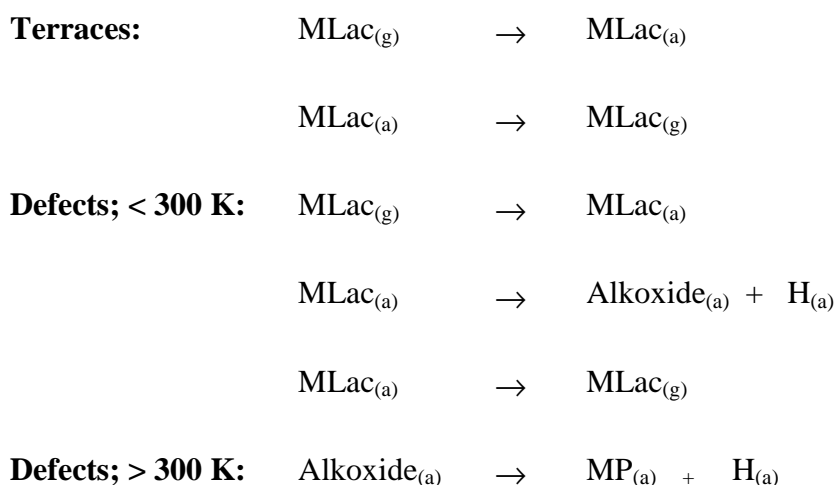 Terraces: MLac(g) → MLac(a)
MLac(a) → MLac(g)
Defects; < 300 K: MLac(g) → MLac(a)
MLac(a) → Alkoxide(a) + H(a)
MLac(a) → MLac(g)
Defects; > 300 K: Alkoxide(a) → MP(a) + H(a)